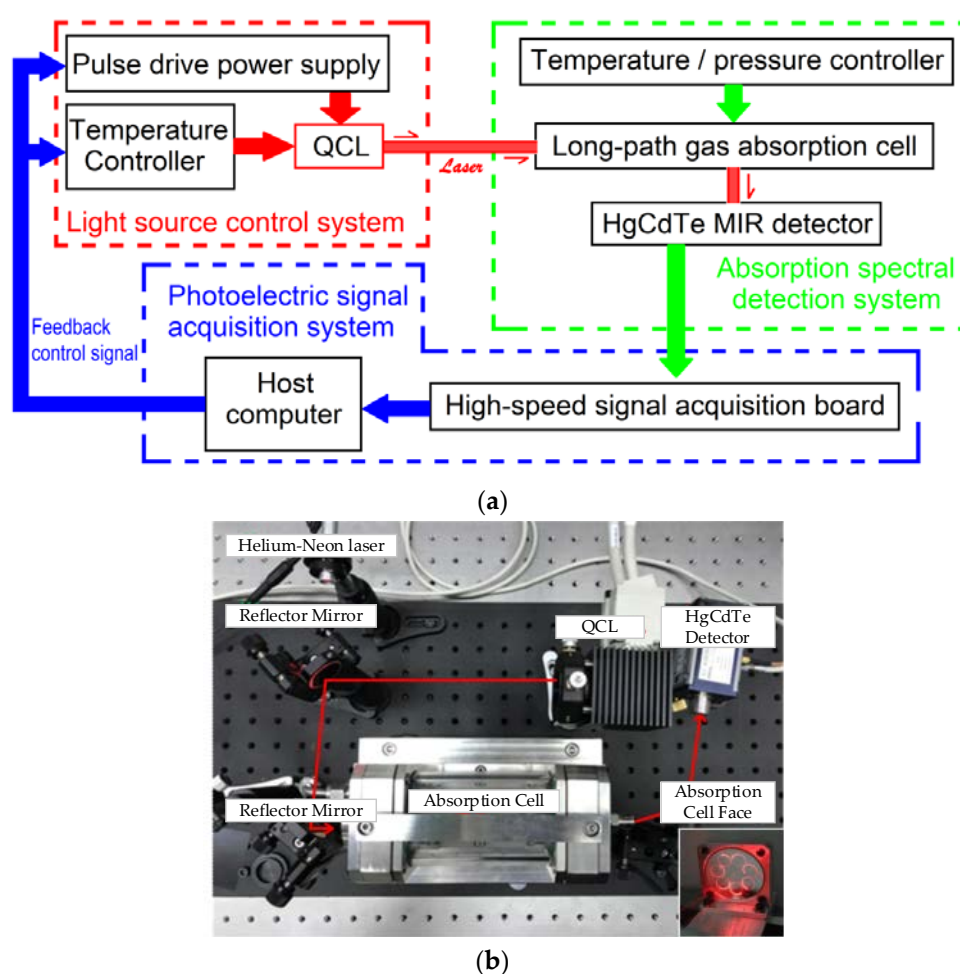 Pulse drive power supply
Temperature
Controller
QCL
Laser
Light source control system
Temperature / pressure controller
Long-path gas absorption cell
HgCdTe MIR detector
Absorption spectral
detection system
Photoelectric signal
acquisition system
Feedback
control signal
Host
computer
High-speed signal acquisition board
(a)
Helium-Neon laser
Reflector Mirror
QCL
HgCdTe
Detector
Reflector Mirror
Absorption Cell
Absorption
Cell Face
(b)